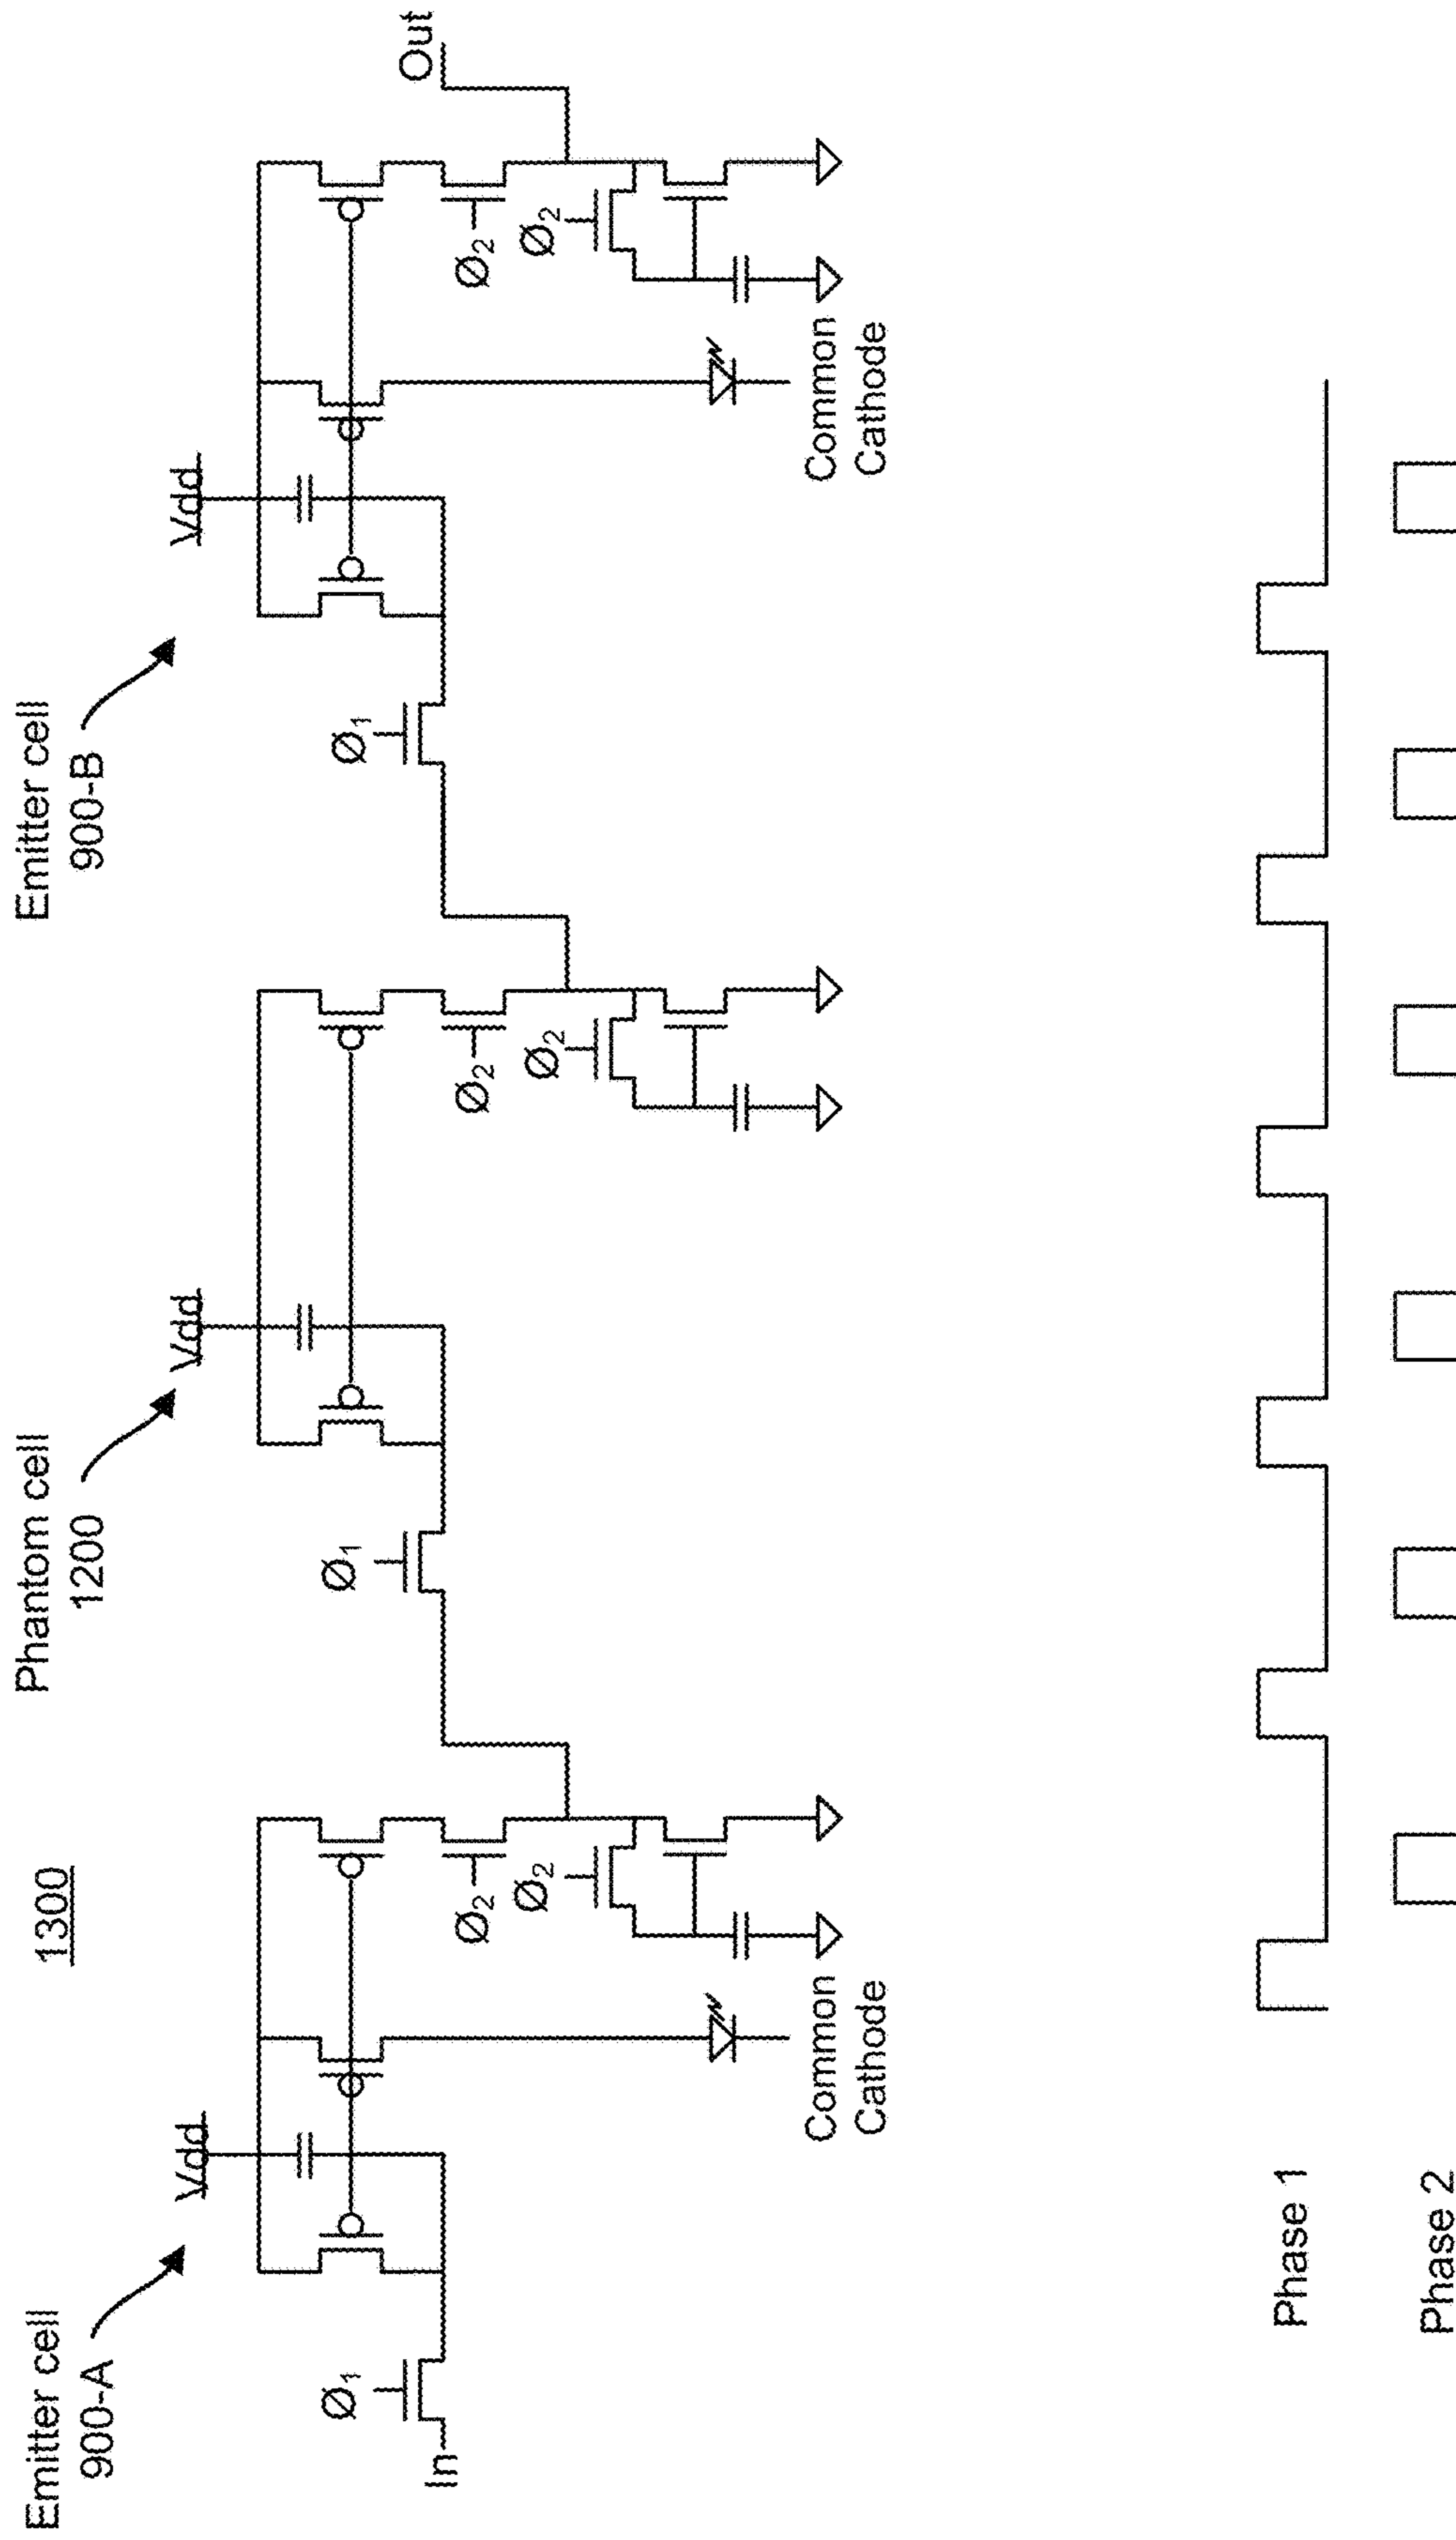 1300
Emitter cell
900-A
Phantom cell
1200
Emitter cell
900-B
Vdd
Vdd
Vdd
In
Ø1
Ø2
Ø2
Common
Cathode
Ø1
Ø2
Ø2
Ø1
Ø2
Ø2
Common
Cathode
Out
Phase 1
Phase 2